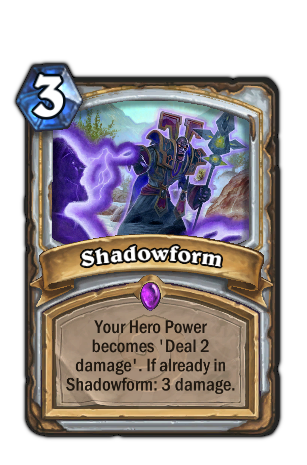 3
Shadowform
Your Hero Power
becomes 'Deal 2
damage'. If already in
Shadowform: 3 damage.